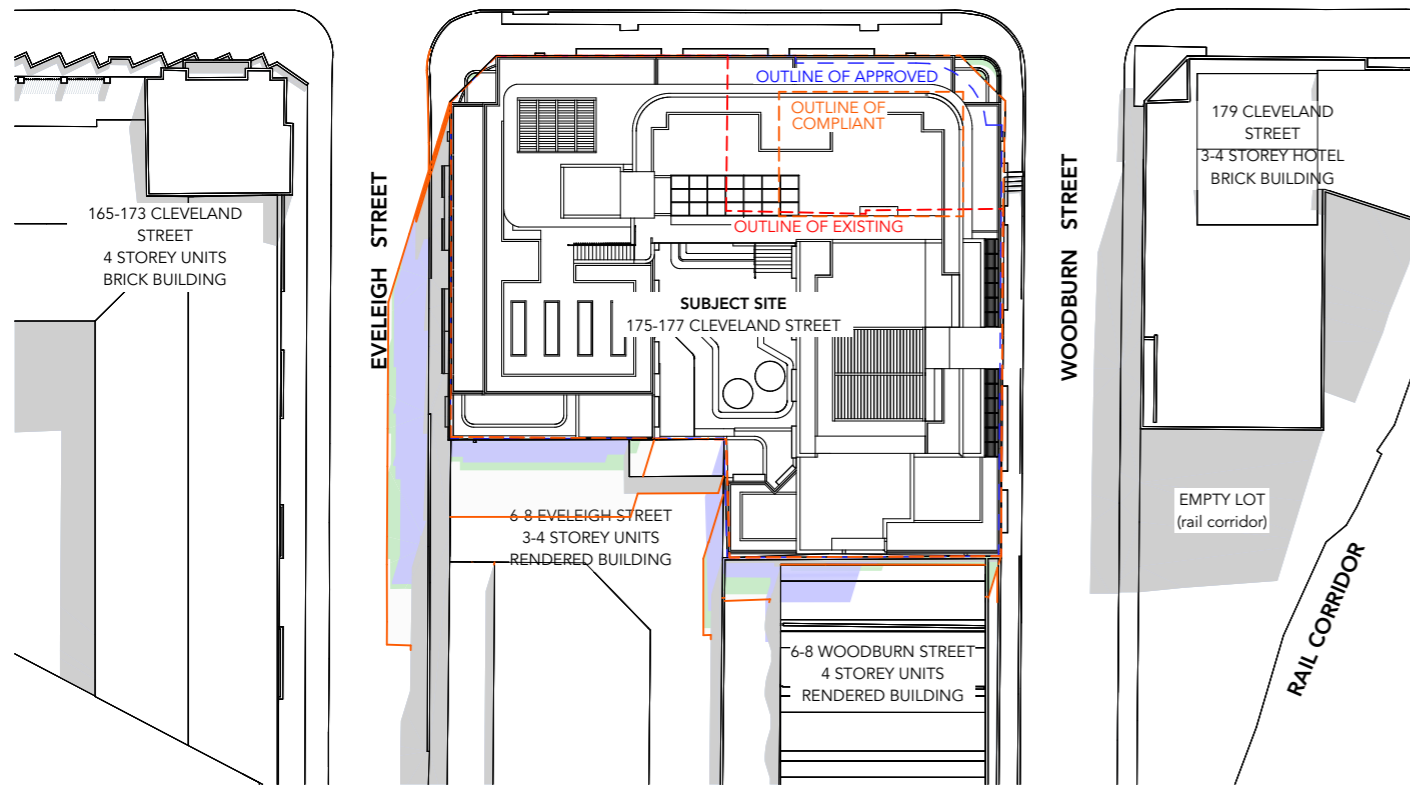 OUTLINE OF APPROVED
OUTLINE OF
COMPLIANT
OUTLINE OF EXISTING
165-173 CLEVELAND
STREET
4 STOREY UNITS
BRICK BUILDING
EVELEIGH STREET
SUBJECT SITE
175-177 CLEVELAND STREET
WOODBURN STREET
179 CLEVELAND
STREET
3-4 STOREY HOTEL
BRICK BUILDING
6-8 EVELEIGH STREET
3-4 STOREY UNITS
RENDERED BUILDING
6-8 WOODBURN STREET
4 STOREY UNITS
RENDERED BUILDING
EMPTY LOT
(rail corridor)
RAIL CORRIDOR